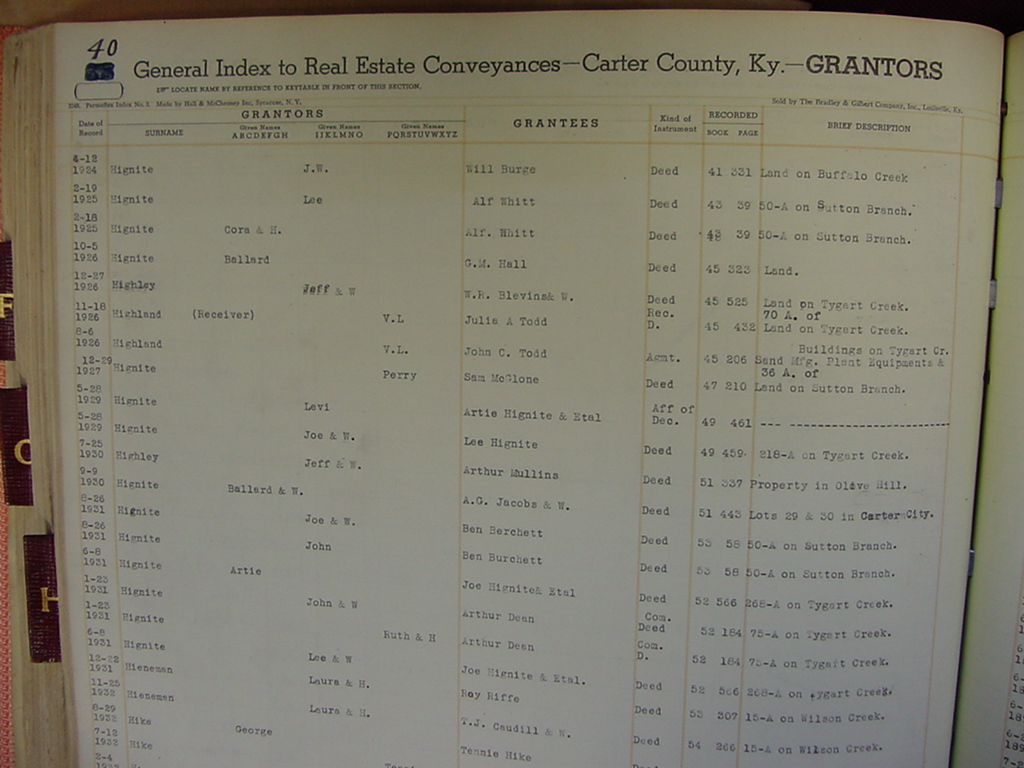 40
General Index to Real Estate Conveyances—Carter County, Ky.—GRANTORS
LOCATE NAME BY REFERENCE TO KEYTABLE IN FRONT OF THIS SECTION.
Permaflex Index No. 3. Made by Hall & McChesney Inc, Syracuse, N. Y. Sold by The Bradley & Gilbert Company, Inc., Louisville, Ky.
Date of Record GRANTORS GRANTEES Kind of Instrument RECORDED BRIEF DESCRIPTION
SURNAME Given Names ABCDEFGH Given Names IJKLMNO Given Names PQRSTUVWXYZ BOOK PAGE
4-12 1924 Hignite J.W. Will Burge Deed 41 331 Land on Buffalo Creek
2-19 1925 Hignite Lee Alf Whitt Deed 43 39 50-A on Sutton Branch.
2-18 1925 Hignite Cora & H. Alf. Whitt Deed 43 39 50-A on Sutton Branch.
10-5 1926 Hignite Ballard G.M. Hall Deed 45 323 Land.
12-27 1926 Highley Jeff & W W.R. Blevins& W. Deed 45 525 Land on Tygart Creek.
11-18 1926 Highland (Receiver) V.L Julia A Todd Rec. D. 45 432 70 A. of Land on Tygart Creek.
8-6 1926 Highland V.L. John C. Todd Agmt. 45 206 Buildings on Tygart Cr. Sand Mfg. Plant Equipments &
12-29 1927 Hignite Perry Sam McGlone Deed 47 210 36 A. of Land on Sutton Branch.
5-28 1929 Hignite Levi Artie Hignite & Etal Aff of Dec. 49 461 --- ------------------------
5-28 1929 Hignite Joe & W. Lee Hignite Deed 49 459 218-A on Tygart Creek.
7-25 1930 Highley Jeff & W. Arthur Mullins Deed 51 337 Property in Olive Hill.
9-9 1930 Hignite Ballard & W. A.G. Jacobs & W. Deed 51 443 Lots 29 & 30 in Carter City.
8-26 1931 Hignite Joe & W. Ben Berchett Deed 53 58 50-A on Sutton Branch.
8-26 1931 Hignite John Ben Burchett Deed 53 58 50-A on Sutton Branch.
6-8 1931 Hignite Artie Joe Hignite& Etal Deed 52 566 268-A on Tygart Creek.
1-23 1931 Hignite John & W Arthur Dean Com. Deed 52 184 75-A on Tygart Creek.
1-23 1931 Hignite Ruth & H Arthur Dean Com. D. 52 184 75-A on Tygart Creek.
6-8 1931 Hignite Lee & W Joe Hignite & Etal. Deed 52 566 268-A on Tygart Creek.
12-22 1931 Hieneman Laura & H. Ray Riffe Deed 53 307 15-A on Wilson Creek.
11-25 1932 Hieneman Laura & H. T.J. Caudill & W. Deed 54 266 15-A on Wilson Creek.
8-29 1932 Hike George Tennie Hike
7-12 1932 Hike
2-4
H